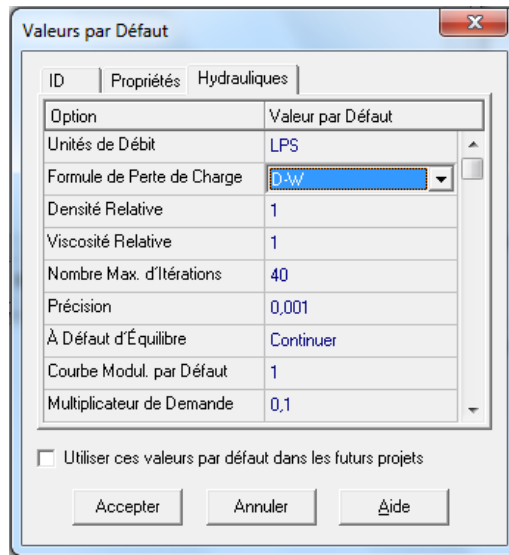 Valeurs par Défaut
ID Propriétés Hydrauliques
Option Valeur par Défaut
Unités de Débit LPS
Formule de Perte de Charge D-W
Densité Relative 1
Viscosité Relative 1
Nombre Max. d'Itérations 40
Précision 0,001
À Défaut d'Équilibre Continuer
Courbe Modul. par Défaut 1
Multiplicateur de Demande 0,1
Utiliser ces valeurs par défaut dans les futurs projets
Accepter Annuler Aide